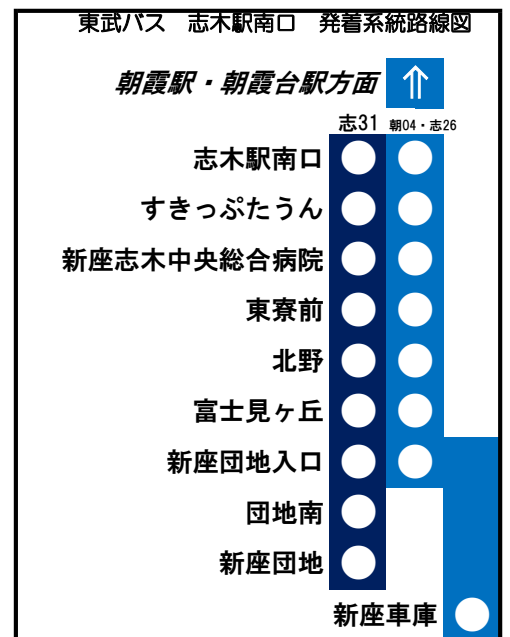 東武バス　志木駅南口　発着系統路線図
朝霞駅・朝霞台駅方面 ⇑
志31 朝04・志26
志木駅南口
すきっぷたうん
新座志木中央総合病院
東寮前
北野
富士見ヶ丘
新座団地入口
団地南
新座団地
新座車庫